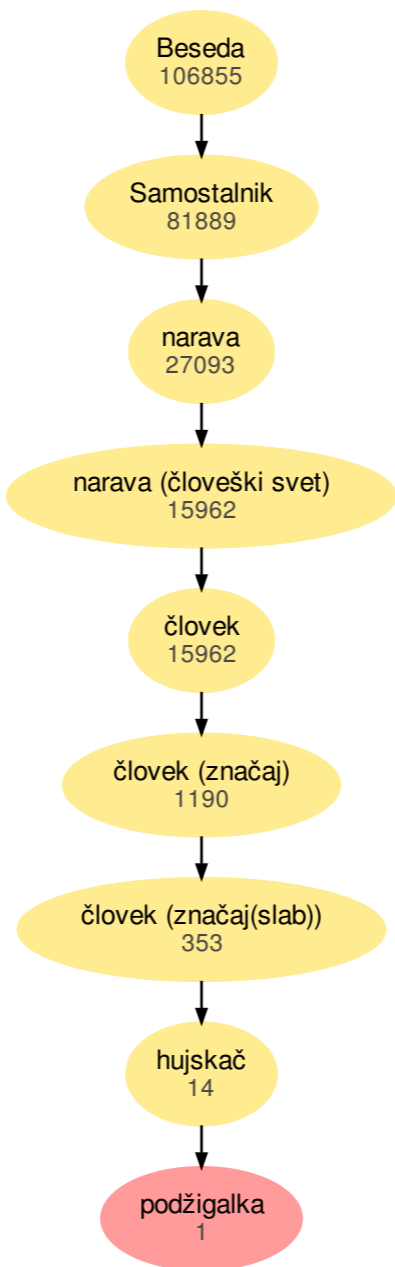 Beseda
106855
Samostalnik
81889
narava
27093
narava (človeški svet)
15962
človek
15962
človek (značaj)
1190
človek (značaj(slab))
353
hujskač
14
podžigalka
1